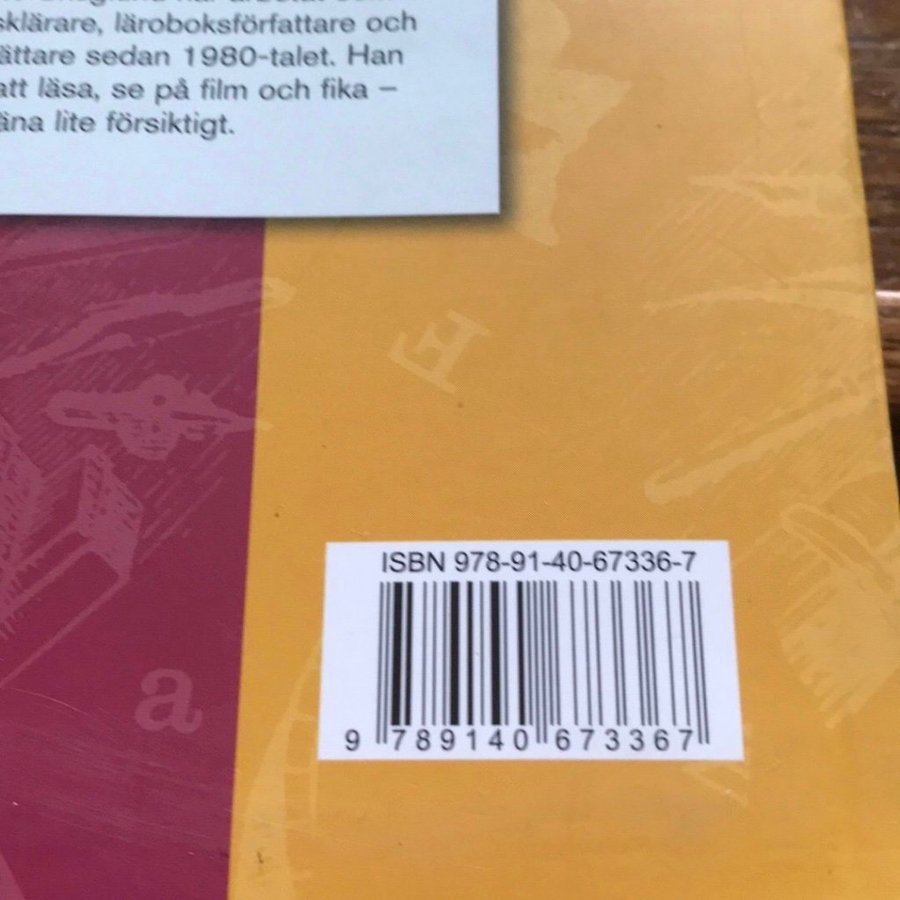 sklärare, läroboksförfattare och
ättare sedan 1980-talet. Han
att läsa, se på film och fika –
äna lite försiktigt.
E
a
ISBN 978-91-40-67336-7
9 789140 673367